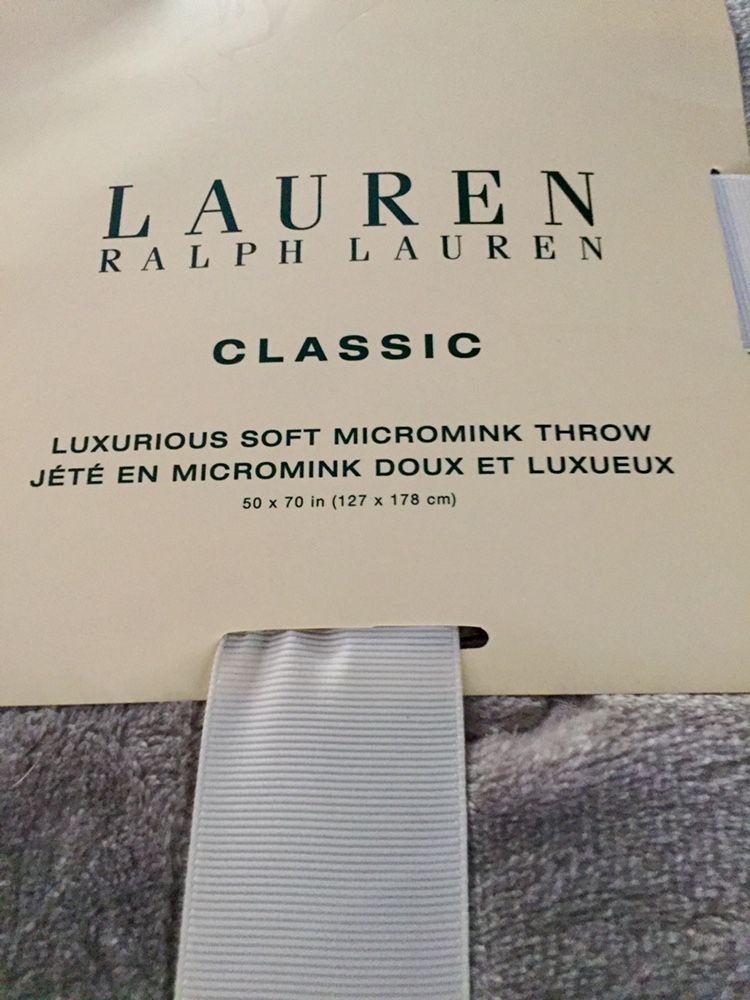 LAUREN
RALPH LAUREN
CLASSIC
LUXURIOUS SOFT MICROMINK THROW
JÉTÉ EN MICROMINK DOUX ET LUXUEUX
50 x 70 in (127 x 178 cm)